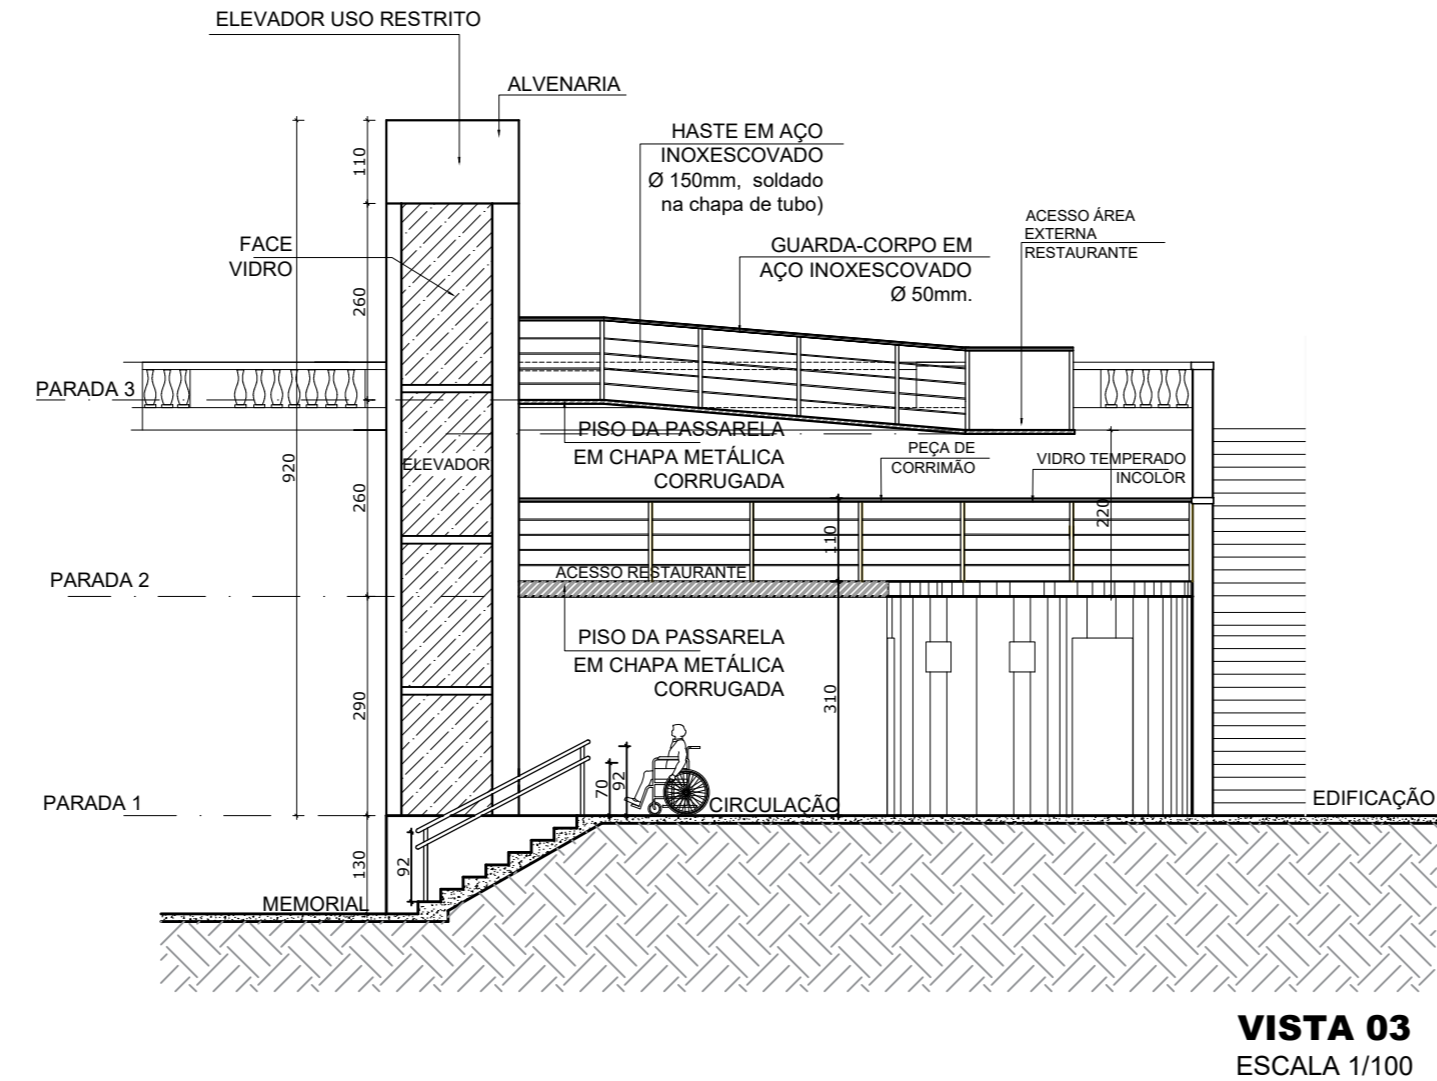 ELEVADOR USO RESTRITO
ALVENARIA
HASTE EM AÇO
INOXESCOVADO
Ø 150mm, soldado
na chapa de tubo)
110
ACESSO ÁREA
EXTERNA
RESTAURANTE
FACE
VIDRO
GUARDA-CORPO EM
AÇO INOXESCOVADO
Ø 50mm.
260
PARADA 3
PISO DA PASSARELA
EM CHAPA METÁLICA
CORRUGADA
PEÇA DE
CORRIMÃO
VIDRO TEMPERADO
INCOLOR
ELEVADOR
920
260
220
110
ACESSO RESTAURANTE
PARADA 2
PISO DA PASSARELA
EM CHAPA METÁLICA
CORRUGADA
290
310
70
92
PARADA 1
CIRCULAÇÃO
EDIFICAÇÃO
130
92
MEMORIAL
VISTA 03
ESCALA 1/100